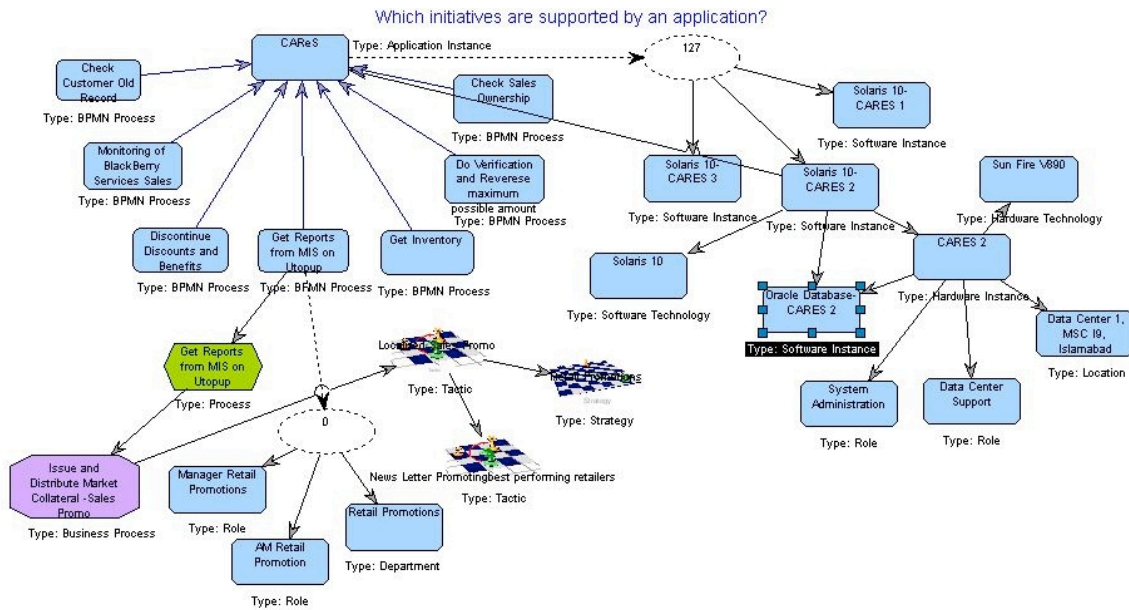 Which initiatives are supported by an application?
CAReS
Type: Application Instance
127
Check
Customer Old
Record
Type: BPMN Process
Check Sales
Ownership
Type: BPMN Process
Solaris 10-
CARES 1
Type: Software Instance
Monitoring of
BlackBerry
Services Sales
Type: BPMN Process
Do Verification
and Reverese
maximum
possible amount
Type: BPMN Process
Solaris 10-
CARES 3
Type: Software Instance
Solaris 10-
CARES 2
Type: Software Instance
Sun Fire V890
Type: Hardware Technology
Discontinue
Discounts and
Benefits
Type: BPMN Process
Get Reports
from MIS on
Utopup
Type: BPMN Process
Get Inventory
Type: BPMN Process
Solaris 10
Type: Software Technology
CARES 2
Type: Hardware Instance
Oracle Database-
CARES 2
Type: Software Instance
Data Center 1,
MSC I9,
Islamabad
Type: Location
Get Reports
from MIS on
Utopup
Type: Process
Sales Promo
Type: Tactic
Promotions
Strategy
Type: Strategy
System
Administration
Type: Role
Data Center
Support
Type: Role
0
Issue and
Distribute Market
Collateral -Sales
Promo
Type: Business Process
Manager Retail
Promotions
Type: Role
News Letter Promotingbest performing retailers
Type: Tactic
AM Retail
Promotion
Type: Role
Retail Promotions
Type: Department